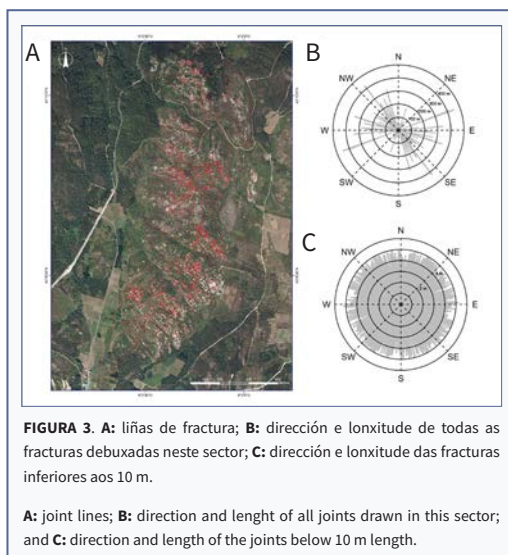 A
B
N
NW
NE
W
E
SW
SE
S
C
N
NW
NE
W
E
SW
SE
S
FIGURA 3. A: liñas de fractura; B: dirección e lonxitude de todas as
fracturas debuxadas neste sector; C: dirección e lonxitude das fracturas
inferiores aos 10 m.
A: joint lines; B: direction and lenght of all joints drawn in this sector;
and C: direction and length of the joints below 10 m length.